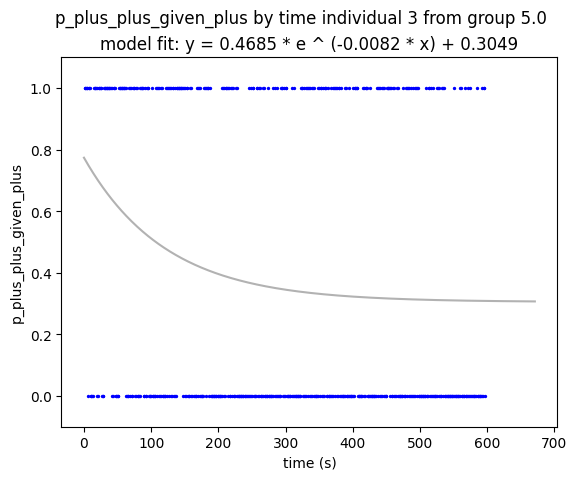 p_plus_plus_given_plus by time individual 3 from group 5.0
model fit: y = 0.4685 * e ^ (-0.0082 * x) + 0.3049
p_plus_plus_given_plus
1.0
0.8
0.6
0.4
0.2
0.0
0 100 200 300 400 500 600 700
time (s)